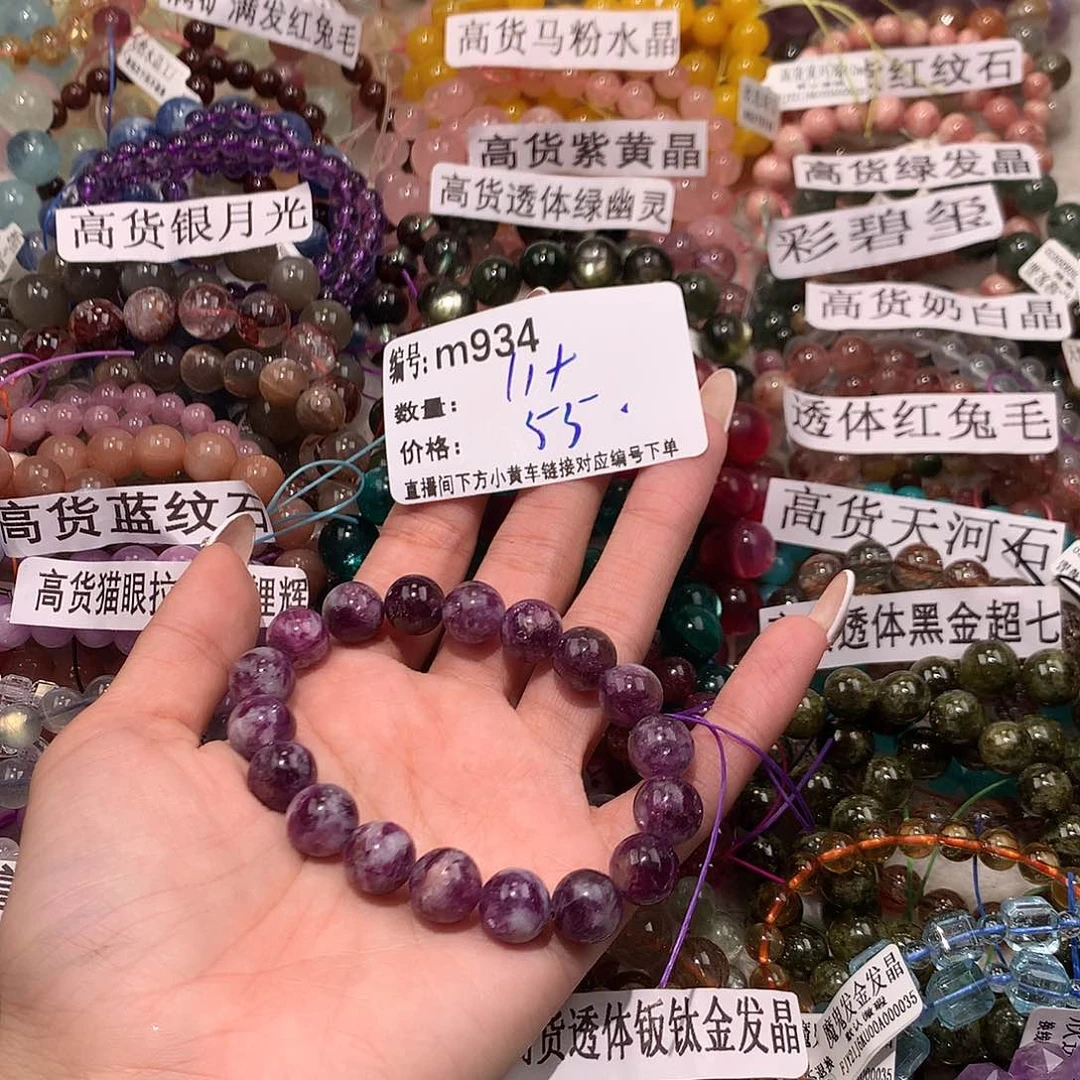 满发红兔毛
高货马粉水晶
红纹石
高货紫黄晶
高货绿发晶
高货透体绿幽灵
高货银月光
彩碧玺
高货奶白晶
编号: m934
数量: 11+
价格: 55.
直播间下方小黄车链接对应编号下单
透体红兔毛
高货蓝纹石
高货天河石
高货猫眼拉
锂辉
透体黑金超七
货透体钣钛金发晶
魔鬼发金发晶